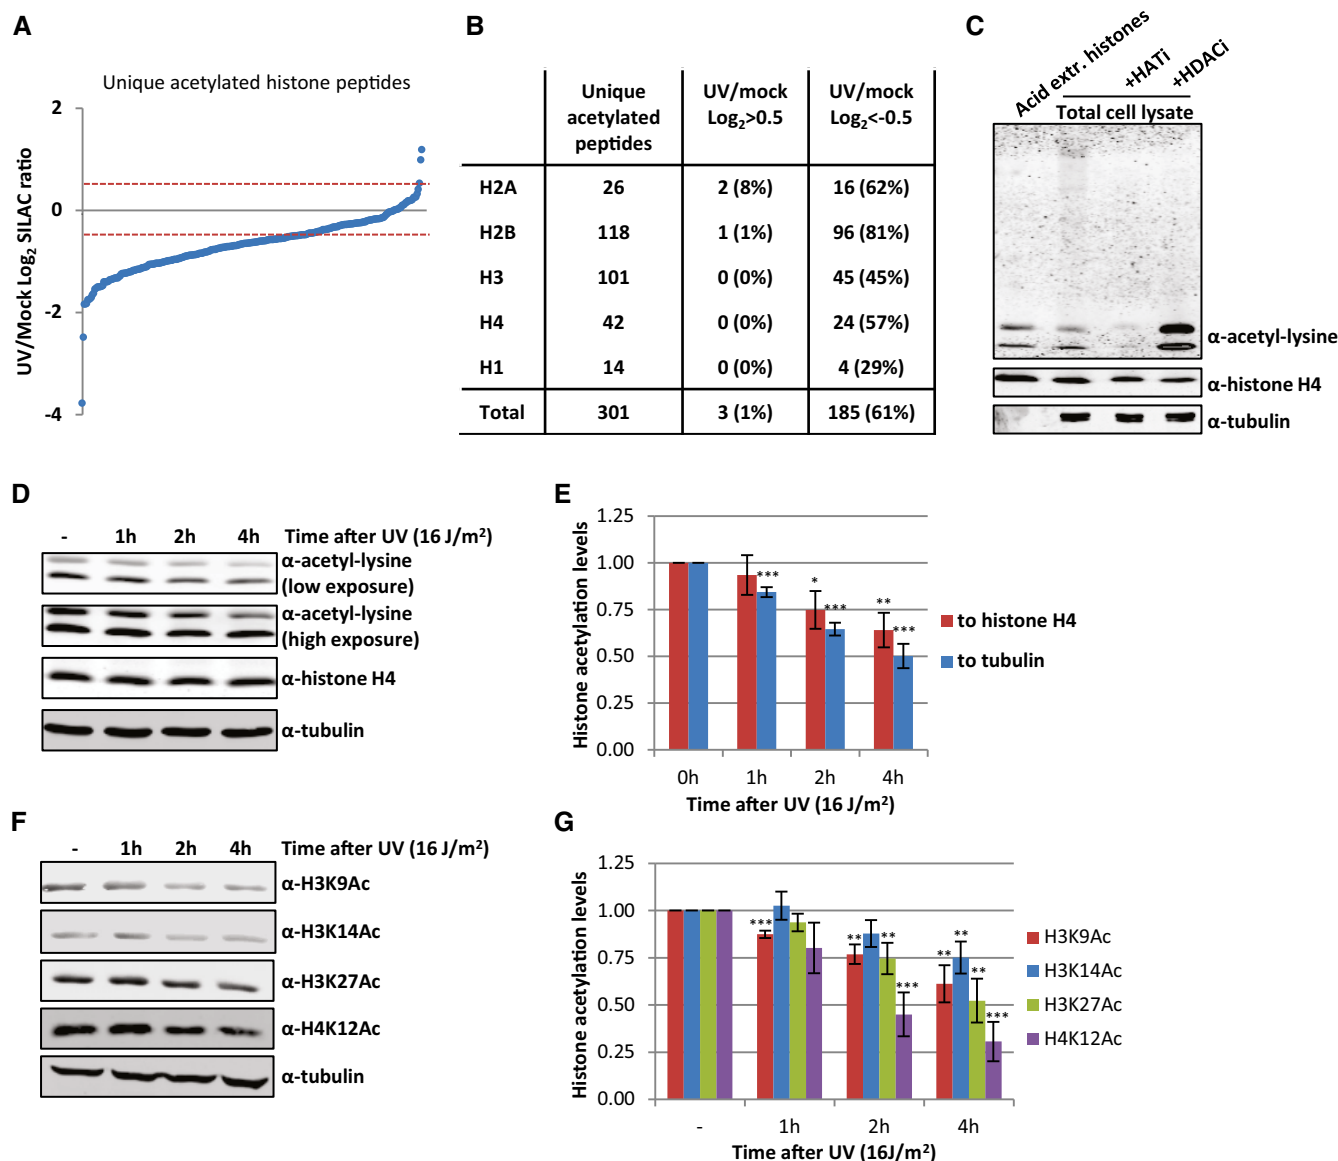 A
Unique acetylated histone peptides
UV/Mock Log2 SILAC ratio
2
0
-2
-4
B
Unique acetylated peptides UV/mock Log2>0.5 UV/mock Log2<-0.5
H2A 26 2 (8%) 16 (62%)
H2B 118 1 (1%) 96 (81%)
H3 101 0 (0%) 45 (45%)
H4 42 0 (0%) 24 (57%)
H1 14 0 (0%) 4 (29%)
Total 301 3 (1%) 185 (61%)
C
Acid extr. histones
+HATi
+HDACi
Total cell lysate
α-acetyl-lysine
α-histone H4
α-tubulin
D
- 1h 2h 4h Time after UV (16 J/m²)
α-acetyl-lysine
(low exposure)
α-acetyl-lysine
(high exposure)
α-histone H4
α-tubulin
E
Histone acetylation levels
1.25
1.00
0.75
0.50
0.25
0.00
***
*
***
**
***
to histone H4
to tubulin
0h 1h 2h 4h
Time after UV (16 J/m²)
F
- 1h 2h 4h Time after UV (16 J/m²)
α-H3K9Ac
α-H3K14Ac
α-H3K27Ac
α-H4K12Ac
α-tubulin
G
Histone acetylation levels
1.25
1.00
0.75
0.50
0.25
0.00
***
**
**
***
**
**
**
***
H3K9Ac
H3K14Ac
H3K27Ac
H4K12Ac
- 1h 2h 4h
Time after UV (16J/m²)